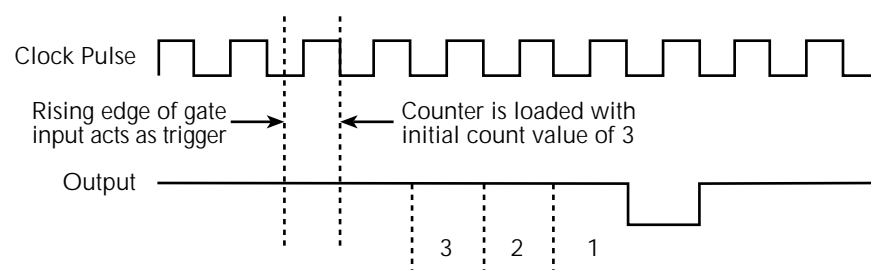 Clock Pulse
Rising edge of gate
input acts as trigger
Counter is loaded with
initial count value of 3
Output
3 2 1